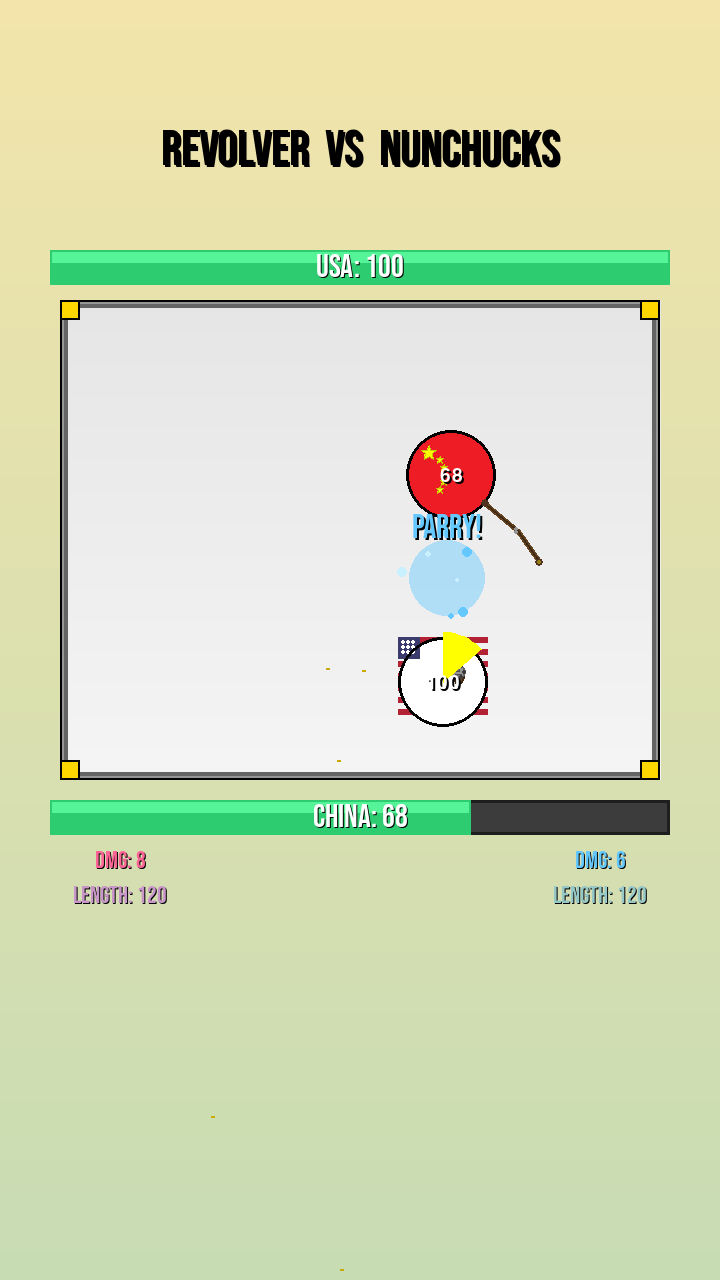 REVOLVER VS NUNCHUCKS
USA: 100
68
PARRY!
100
CHINA: 68
DMG: 8
DMG: 6
LENGTH: 120
LENGTH: 120